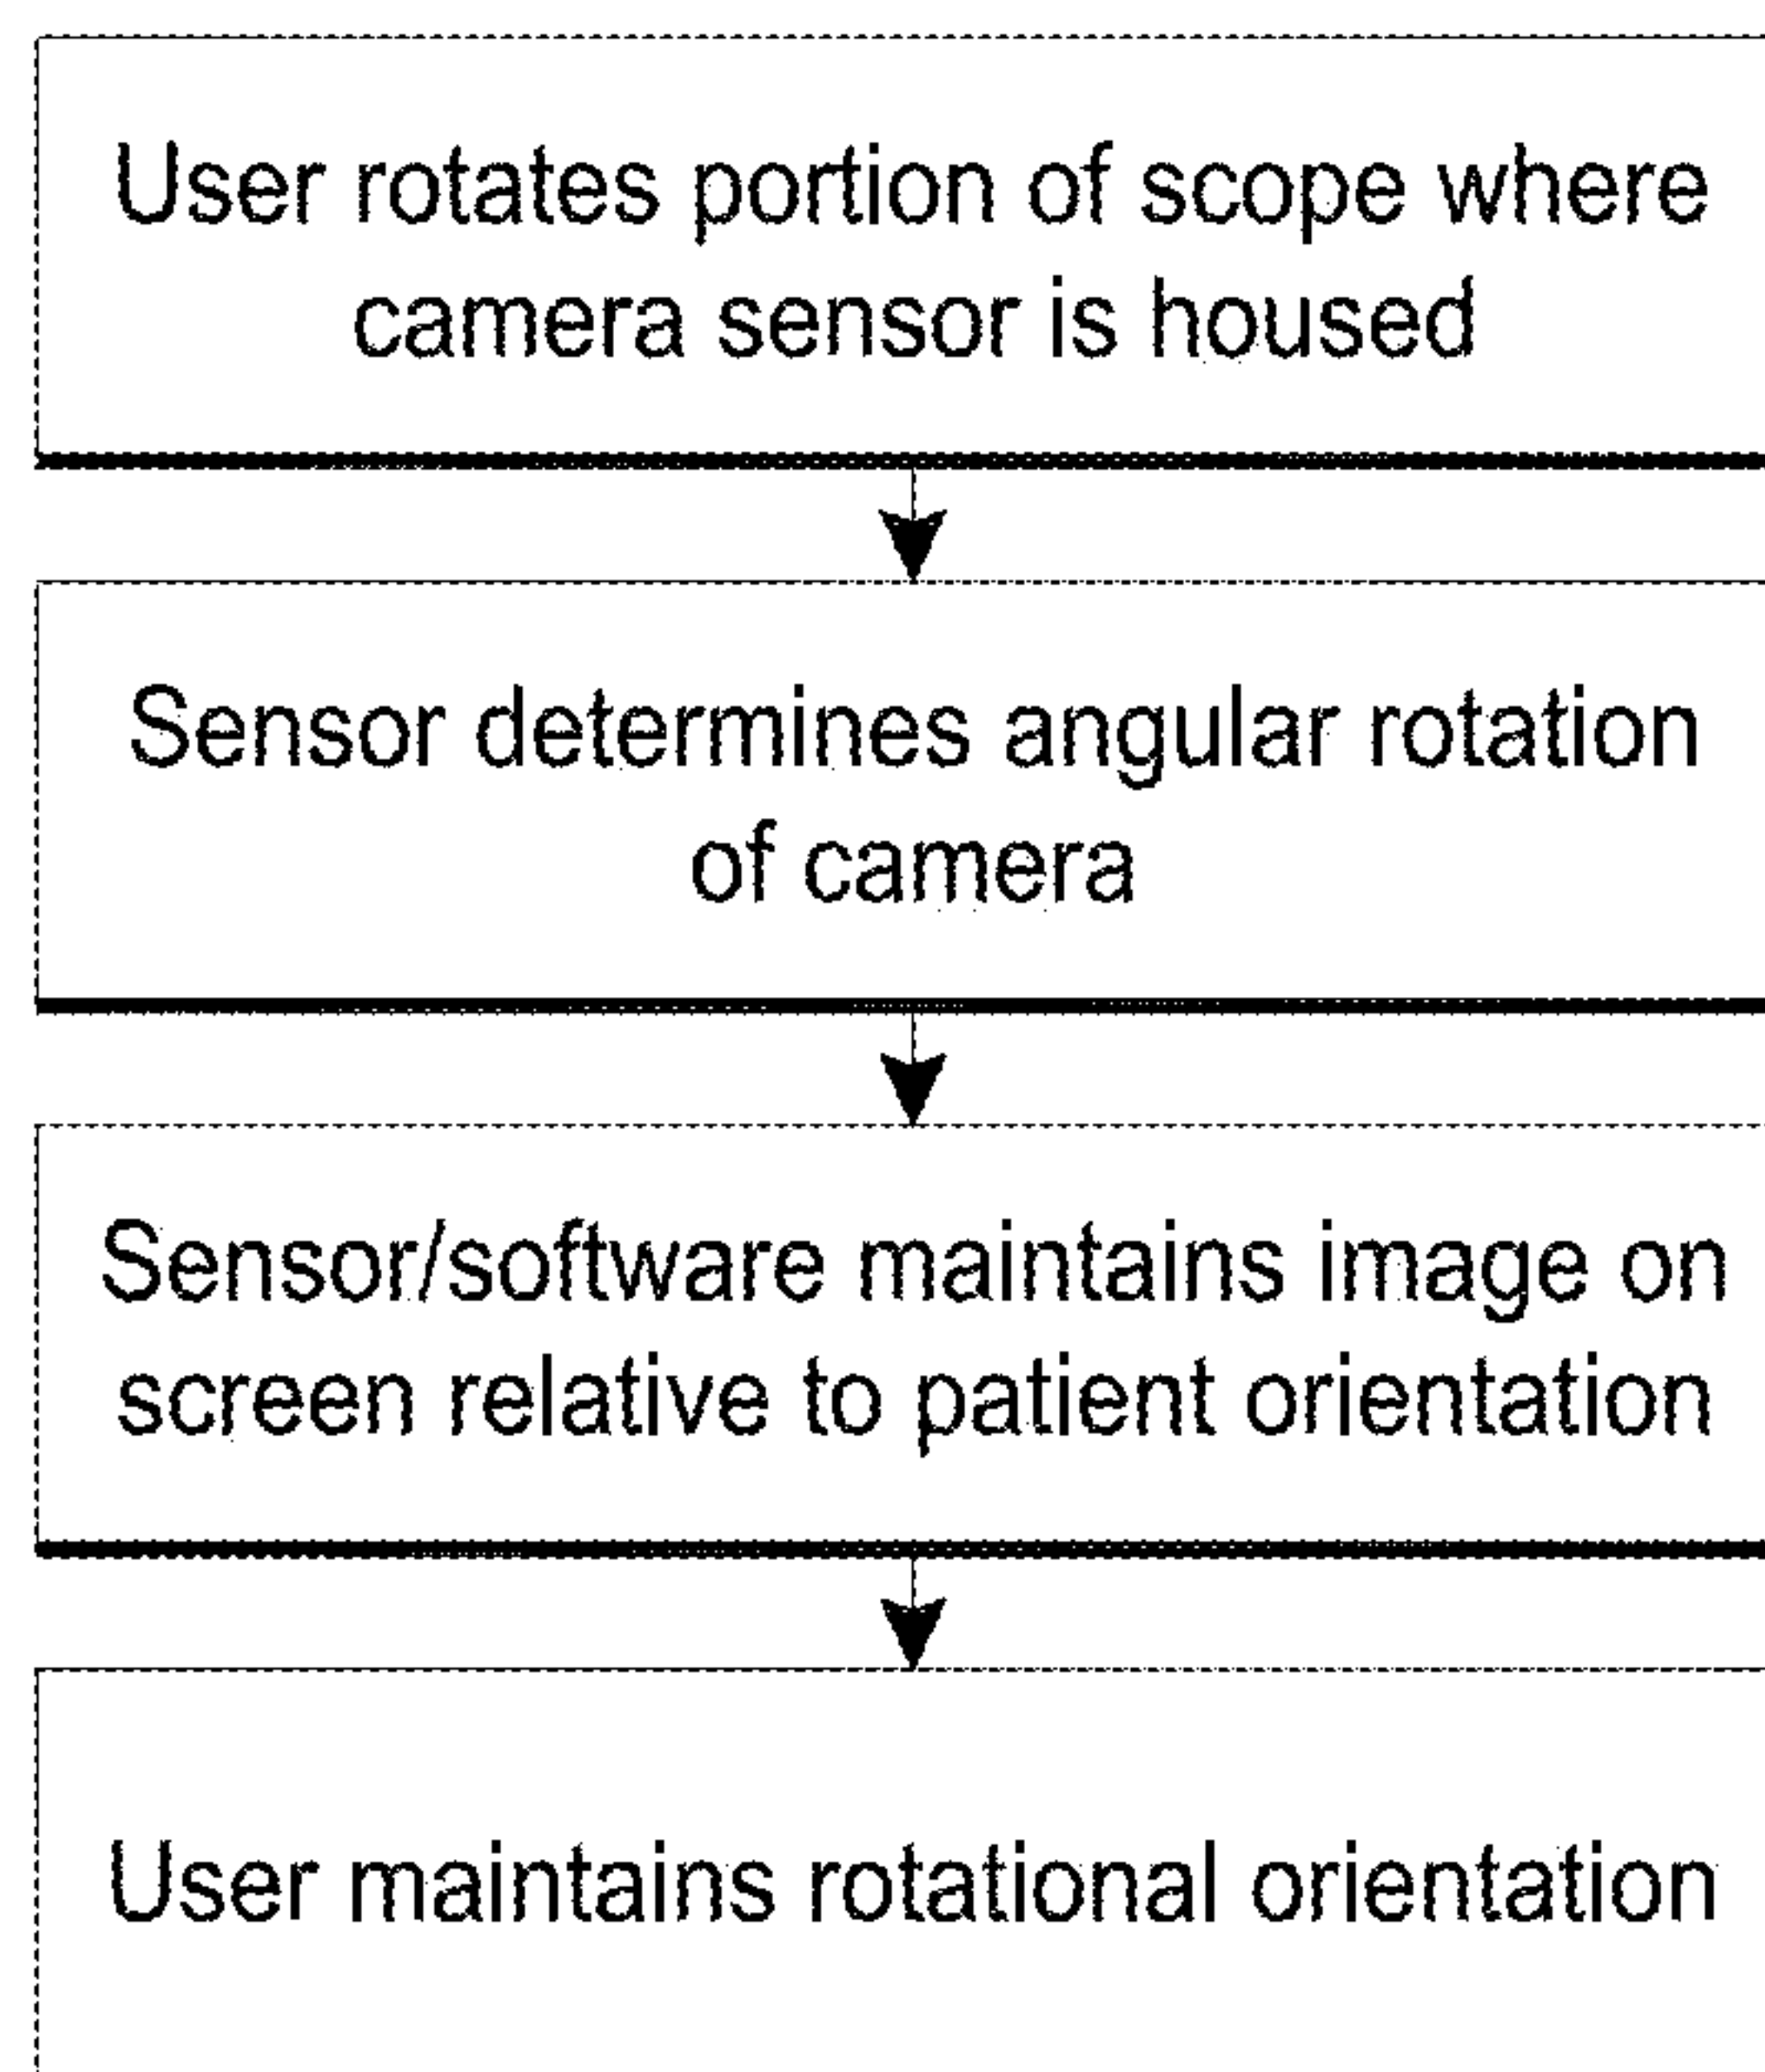 User rotates portion of scope where
camera sensor is housed
Sensor determines angular rotation
of camera
Sensor/software maintains image on
screen relative to patient orientation
User maintains rotational orientation